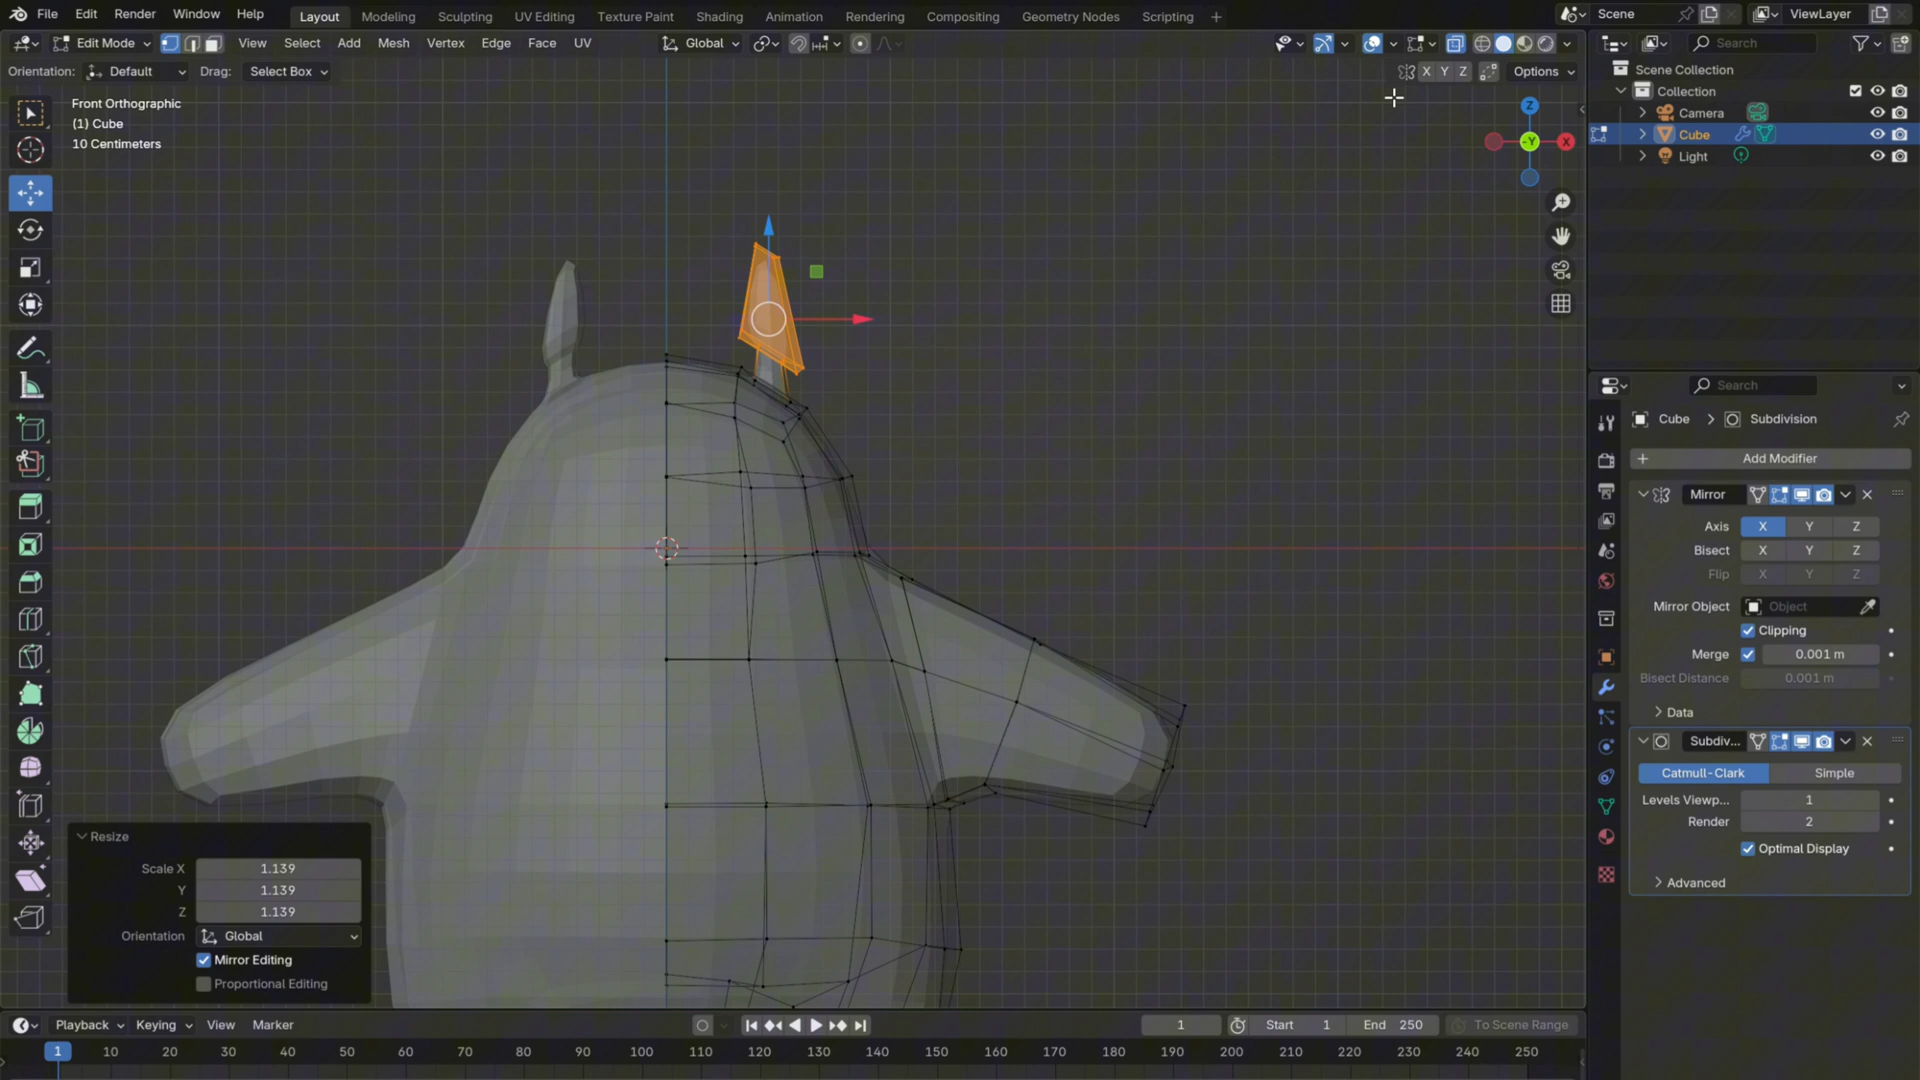 File Edit Render Window Help Layout Modeling Sculpting UV Editing Texture Paint Shading Animation Rendering Compositing Geometry Nodes Scripting + Scene ViewLayer
Edit Mode View Select Add Mesh Vertex Edge Face UV Global Search
Orientation: Default Drag: Select Box X Y Z Options
Scene Collection
Collection
Camera
Cube
Light
Front Orthographic
(1) Cube
10 Centimeters
Z
-Y
X
Search
Cube > Subdivision
+ Add Modifier
Mirror
Axis X Y Z
Bisect X Y Z
Flip X Y Z
Mirror Object Object
Clipping
Merge 0.001 m
Bisect Distance 0.001 m
Data
Subdiv...
Catmull-Clark Simple
Levels Viewp... 1
Render 2
Optimal Display
Advanced
Resize
Scale X 1.139
Y 1.139
Z 1.139
Orientation Global
Mirror Editing
Proportional Editing
Playback Keying View Marker 1 Start 1 End 250 To Scene Range
1 10 20 30 40 50 60 70 80 90 100 110 120 130 140 150 160 170 180 190 200 210 220 230 240 250